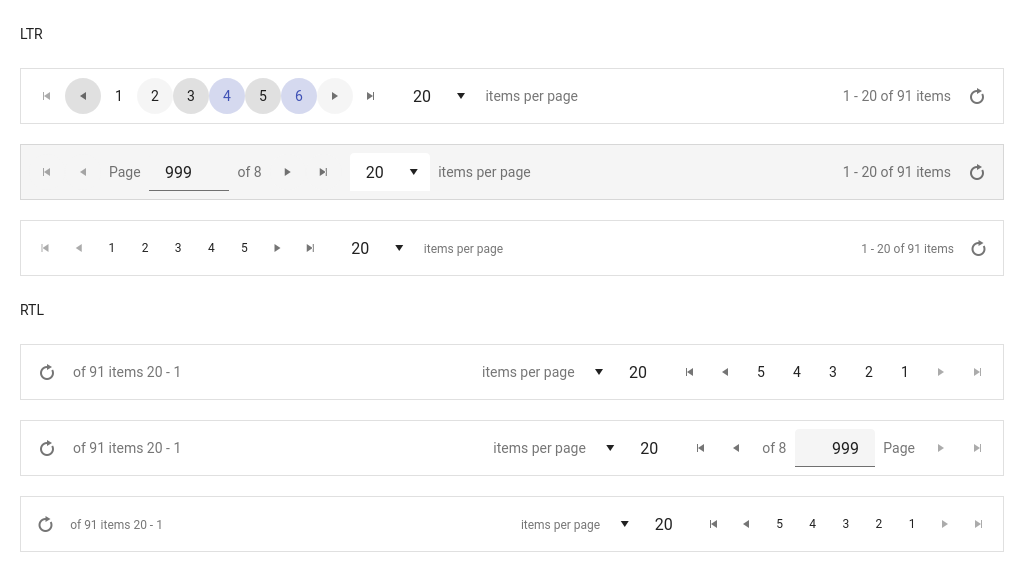 LTR
1 2 3 4 5 6 20 items per page 1 - 20 of 91 items
Page 999 of 8 20 items per page 1 - 20 of 91 items
1 2 3 4 5 20 items per page 1 - 20 of 91 items
RTL
of 91 items 20 - 1 items per page 20 5 4 3 2 1
of 91 items 20 - 1 items per page 20 of 8 999 Page
of 91 items 20 - 1 items per page 20 5 4 3 2 1